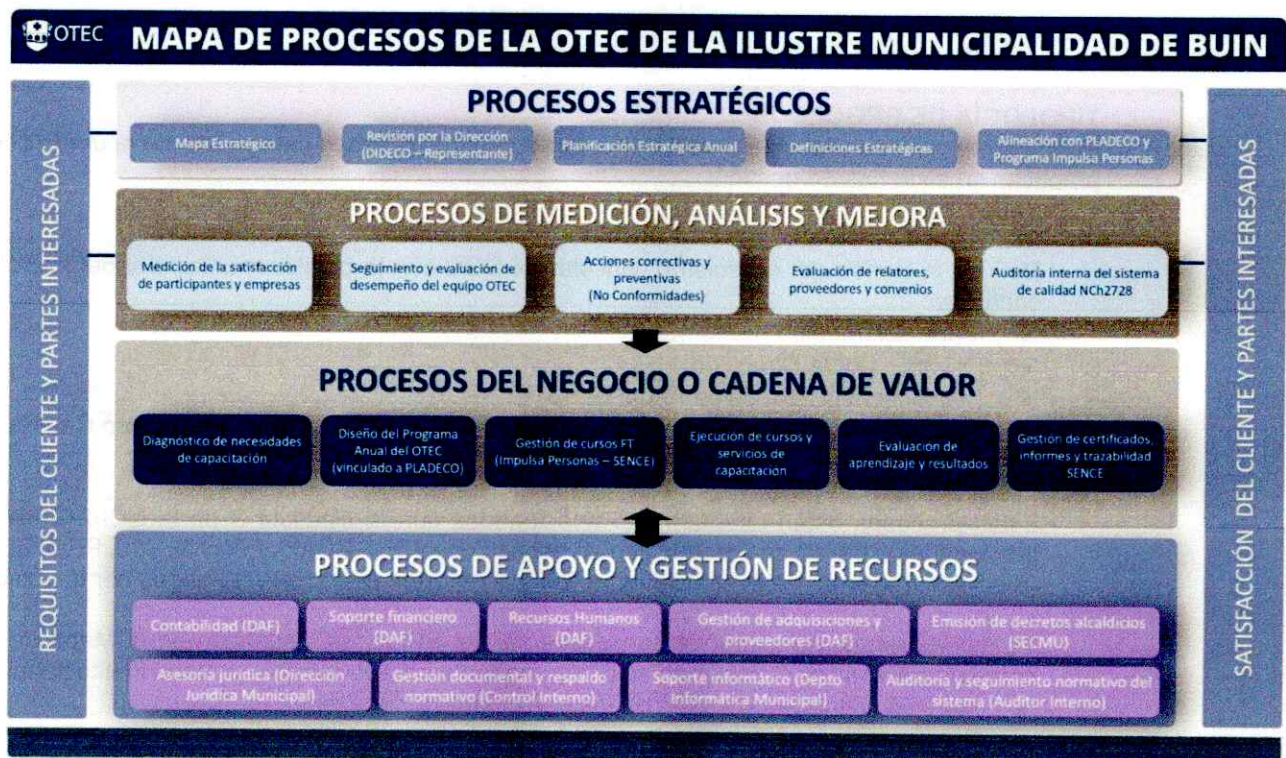 OTEC
MAPA DE PROCESOS DE LA OTEC DE LA ILUSTRE MUNICIPALIDAD DE BUIN
REQUISITOS DEL CLIENTE Y PARTES INTERESADAS
PROCESOS ESTRATÉGICOS
Mapa Estratégico
Revisión por la Dirección
(DIDECO – Representante)
Planificación Estratégica Anual
Definiciones Estratégicas
Alineación con PLADECO y
Programa Impulsa Personas
PROCESOS DE MEDICIÓN, ANÁLISIS Y MEJORA
Medición de la satisfacción
de participantes y empresas
Seguimiento y evaluación de
desempeño del equipo OTEC
Acciones correctivas y
preventivas
(No Conformidades)
Evaluación de relatores,
proveedores y convenios
Auditoría interna del sistema
de calidad NCh2728
PROCESOS DEL NEGOCIO O CADENA DE VALOR
Diagnóstico de necesidades
de capacitación
Diseño del Programa
Anual del OTEC
(vinculado a PLADECO)
Gestión de cursos FT
(Impulsa Personas – SENCE)
Ejecución de cursos y
servicios de capacitación
Evaluación de
aprendizaje y resultados
Gestión de certificados,
informes y trazabilidad
SENCE
PROCESOS DE APOYO Y GESTIÓN DE RECURSOS
Contabilidad (DAF)
Soporte financiero
(DAF)
Recursos Humanos
(DAF)
Gestión de adquisiciones y
proveedores (DAF)
Emisión de decretos alcaldicios
(SECMU)
Asesoría jurídica (Dirección
Jurídica Municipal)
Gestión documental y respaldo
normativo (Control Interno)
Soporte informático (Depto
Informática Municipal)
Auditoría y seguimiento normativo del
sistema (Auditor Interno)
SATISFACCIÓN DEL CLIENTE Y PARTES INTERESADAS